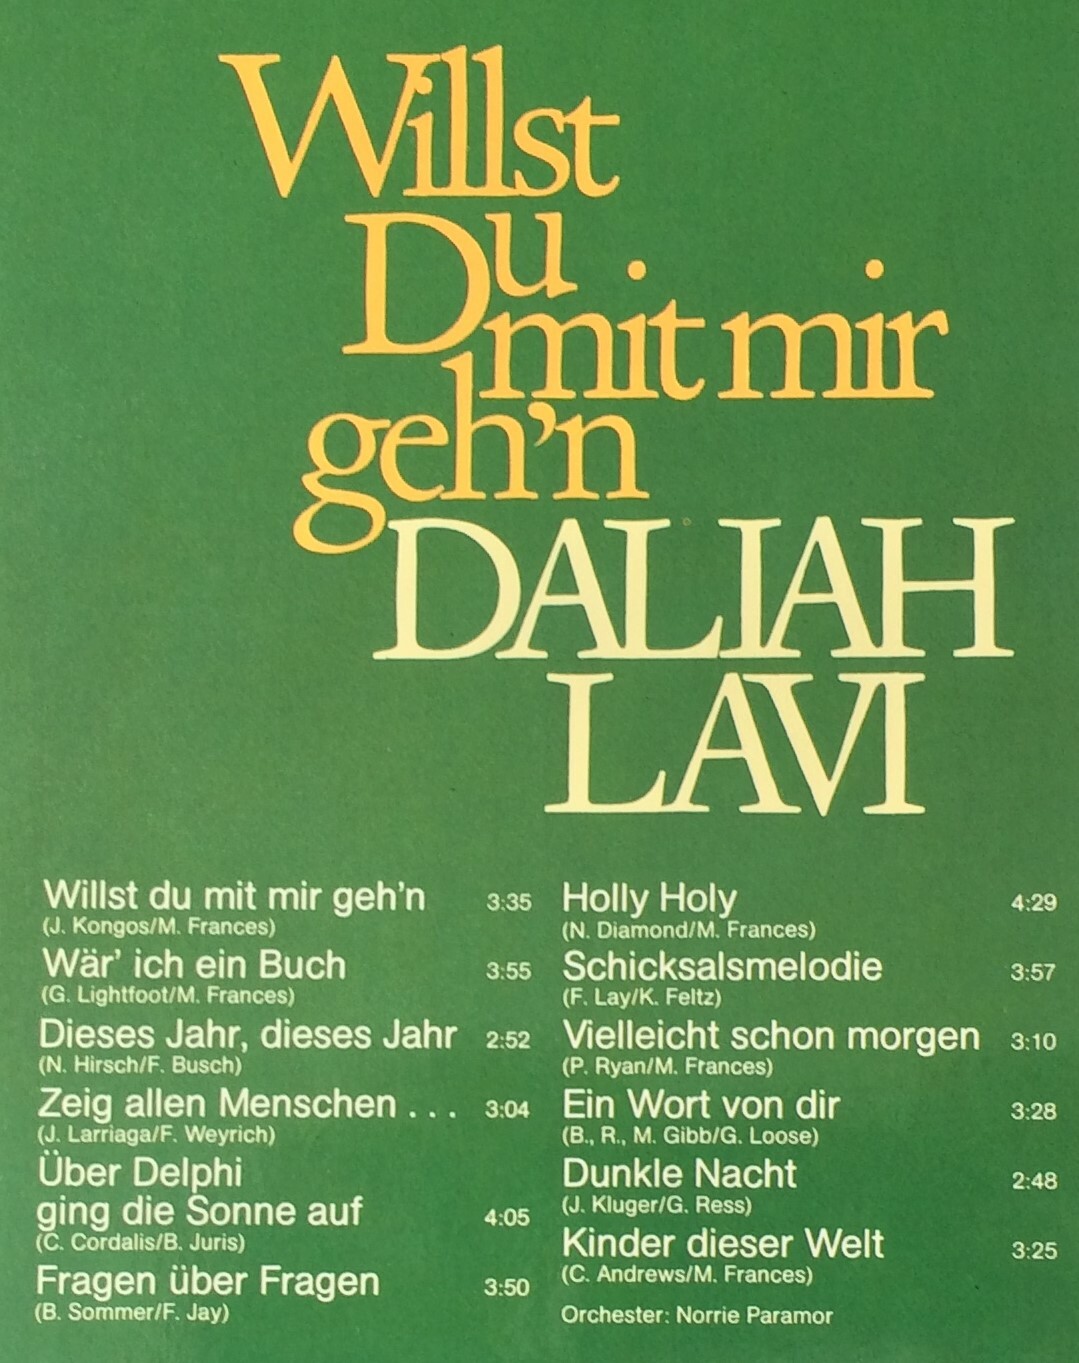 Willst
Du
mit mir
geh'n
DALIAH
LAVI
Willst du mit mir geh'n 3:35
(J. Kongos/M. Frances)
Wär' ich ein Buch 3:55
(G. Lightfoot/M. Frances)
Dieses Jahr, dieses Jahr 2:52
(N. Hirsch/F. Busch)
Zeig allen Menschen . . . 3:04
(J. Larriaga/F. Weyrich)
Über Delphi
ging die Sonne auf 4:05
(C. Cordalis/B. Juris)
Fragen über Fragen 3:50
(B. Sommer/F. Jay)
Holly Holy 4:29
(N. Diamond/M. Frances)
Schicksalsmelodie 3:57
(F. Lay/K. Feltz)
Vielleicht schon morgen 3:10
(P. Ryan/M. Frances)
Ein Wort von dir 3:28
(B., R., M. Gibb/G. Loose)
Dunkle Nacht 2:48
(J. Kluger/G. Ress)
Kinder dieser Welt 3:25
(C. Andrews/M. Frances)
Orchester: Norrie Paramor